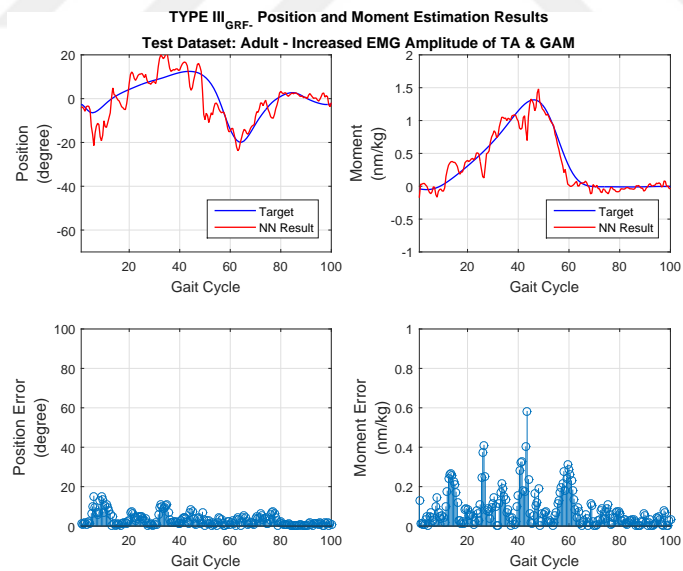 TYPE III GRF- Position and Moment Estimation Results
Test Dataset: Adult - Increased EMG Amplitude of TA & GAM
20
0
-20
-40
-60
Position
(degree)
Target
NN Result
20 40 60 80 100
Gait Cycle
1.5
1
0.5
0
-0.5
-1
Moment
(nm/kg)
Target
NN Result
20 40 60 80 100
Gait Cycle
100
80
60
40
20
0
Position Error
(degree)
0 20 40 60 80 100
Gait Cycle
1
0.8
0.6
0.4
0.2
0
Moment Error
(nm/kg)
0 20 40 60 80 100
Gait Cycle